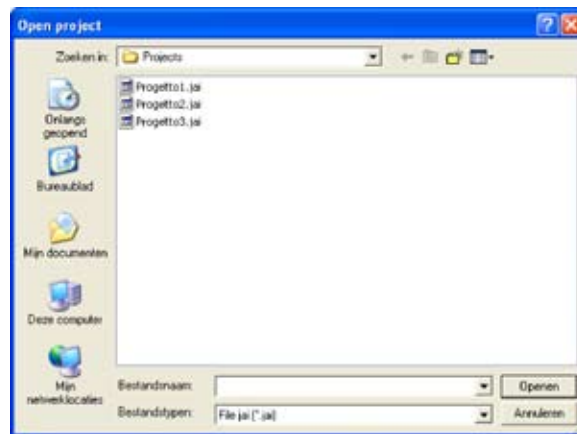 Open project
Zoeken in:
Projects
Progetto1.jai
Progetto2.jai
Progetto3.jai
Onlangs
geopend
Bureaublad
Mijn documenten
Deze computer
Mijn
netwerklocaties
Bestandsnaam:
Openen
Bestandstypen:
File jai (*.jai)
Annuleren